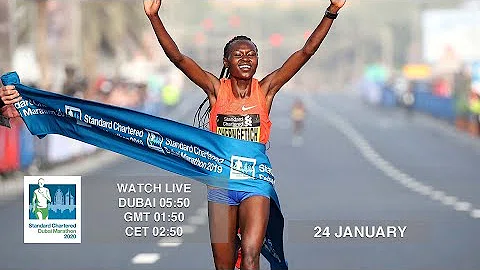 Standard Chartered
Marathon
Standard Chartered
Dubai Marathon 2019
CHEPNGETICH
WATCH LIVE
DUBAI 05:50
GMT 01:50
CET 02:50
Standard Chartered
Dubai Marathon
2020
24 JANUARY